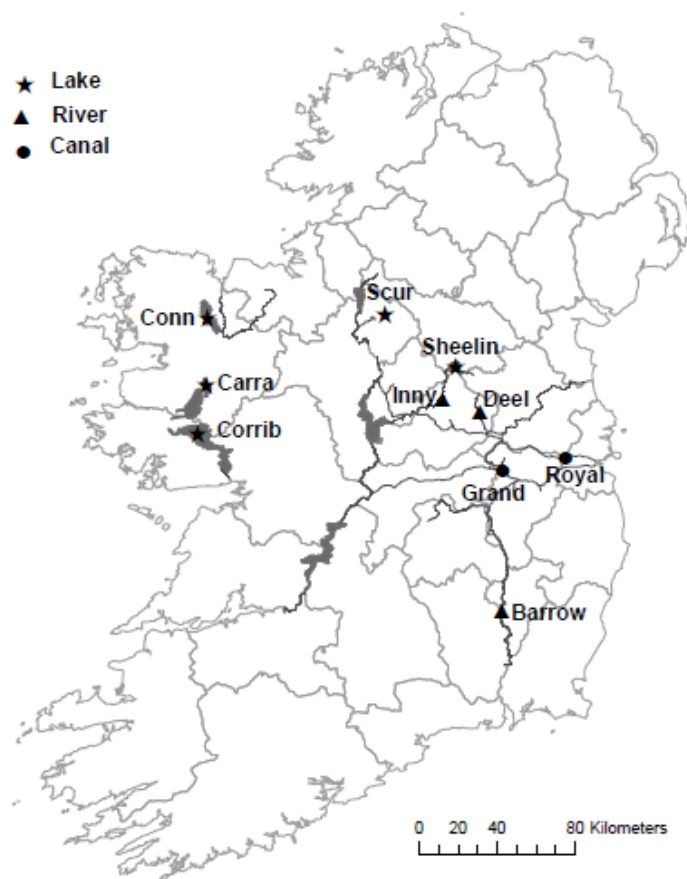 Lake
River
Canal
Scur
Conn
Sheelin
Carra
Inny
Deel
Corrib
Royal
Grand
Barrow
0 20 40 80 Kilometers